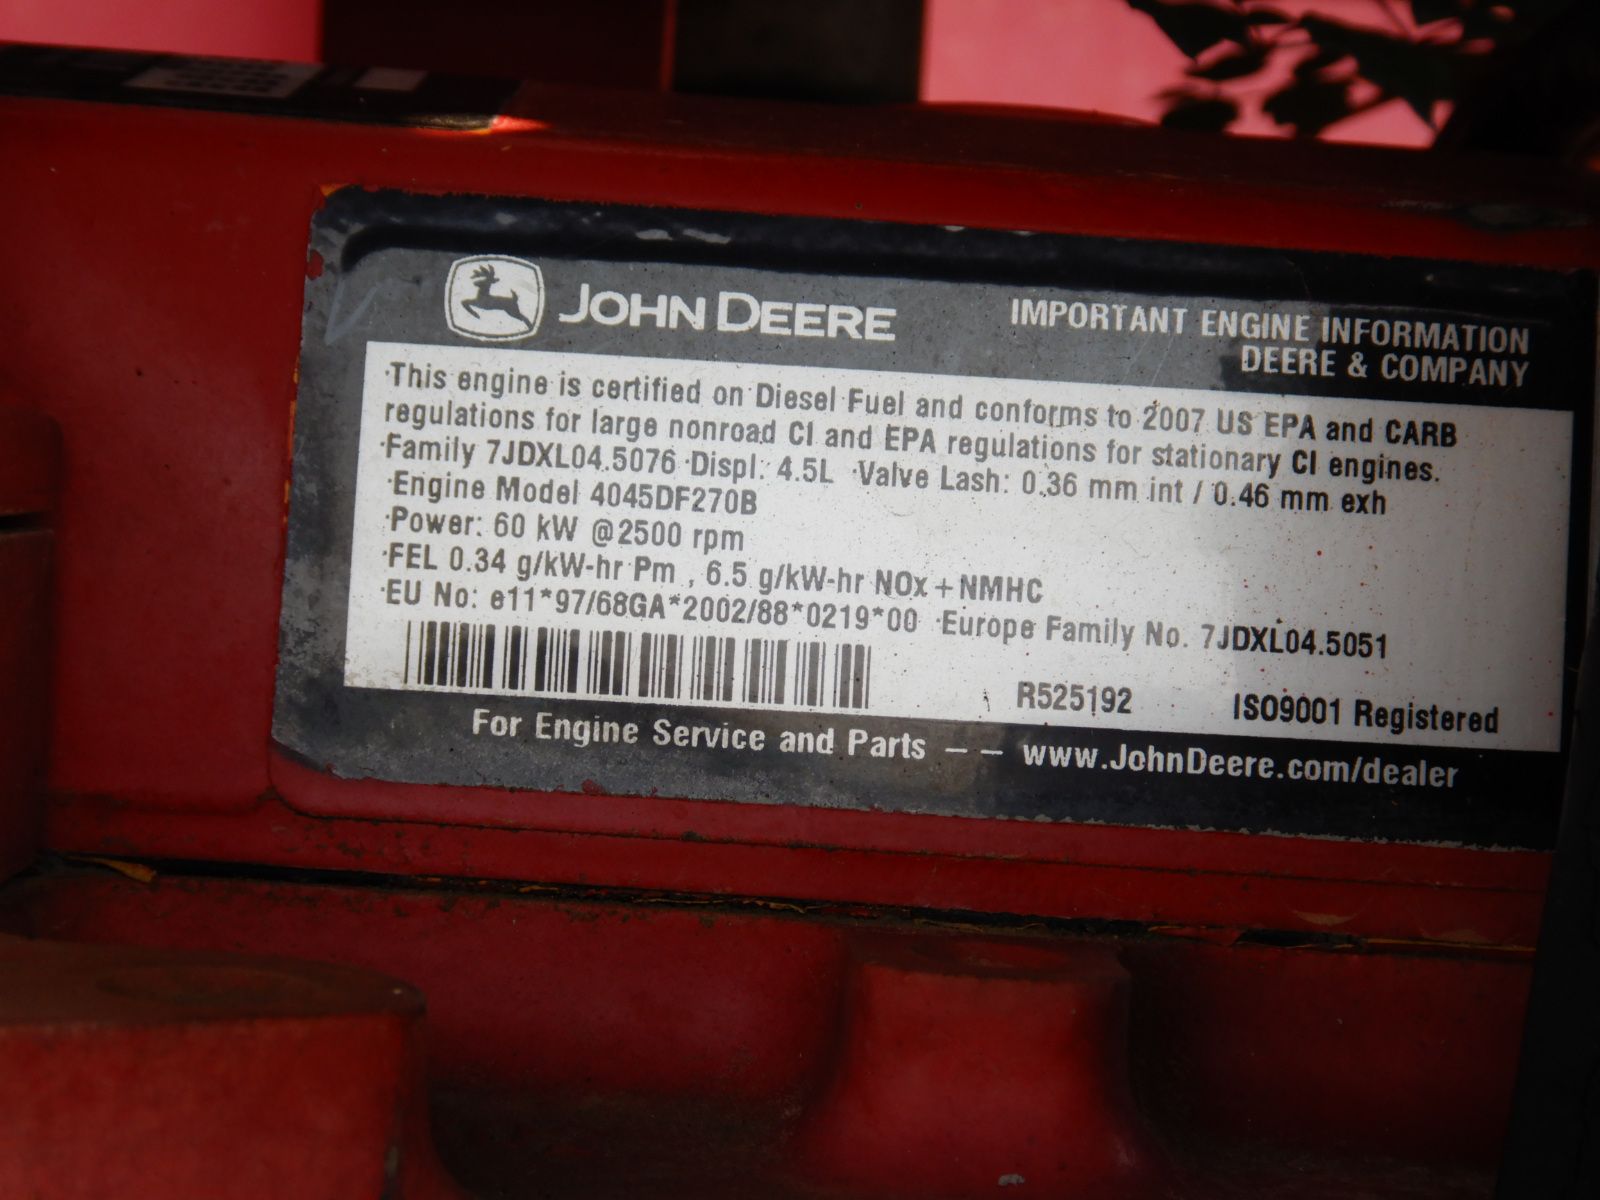 JOHN DEERE
IMPORTANT ENGINE INFORMATION
DEERE & COMPANY
·This engine is certified on Diesel Fuel and conforms to 2007 US EPA and CARB
regulations for large nonroad CI and EPA regulations for stationary CI engines.
·Family 7JDXL04.5076 ·Displ: 4.5L ·Valve Lash: 0.36 mm int / 0.46 mm exh
·Engine Model 4045DF270B
·Power: 60 kW @2500 rpm
·FEL 0.34 g/kW-hr Pm , 6.5 g/kW-hr NOx + NMHC
·EU No: e11*97/68GA*2002/88*0219*00 ·Europe Family No. 7JDXL04.5051
R525192 ISO9001 Registered
For Engine Service and Parts – – www.JohnDeere.com/dealer